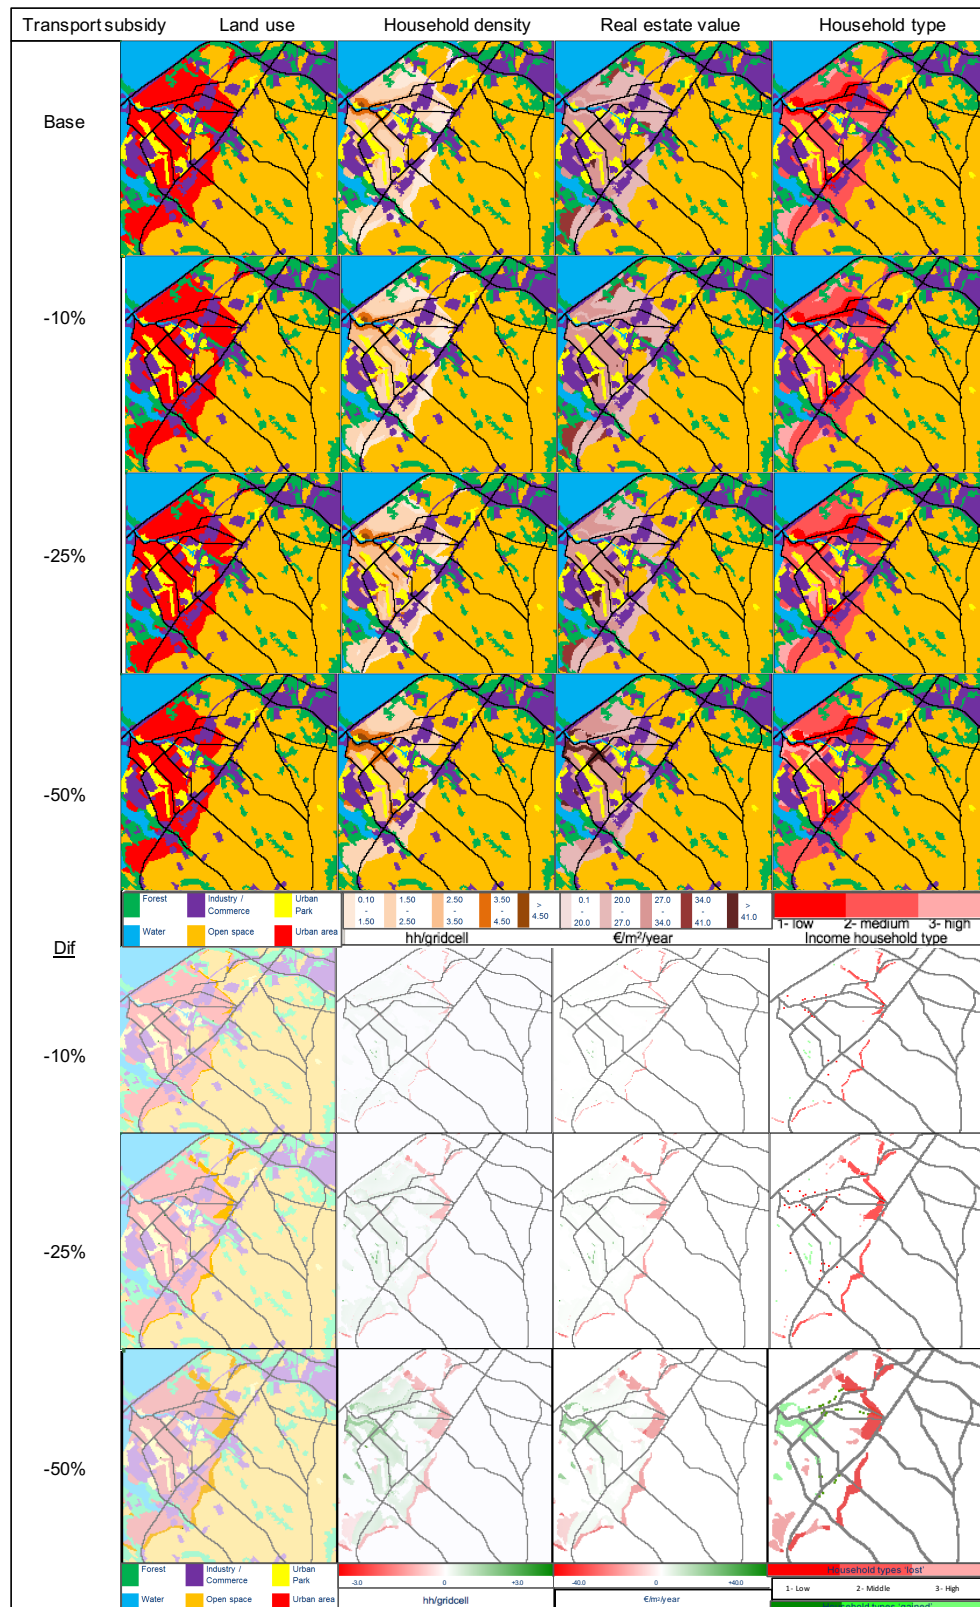 Transport subsidy Land use Household density Real estate value Household type
Base
-10%
-25%
-50%
Forest Industry / Commerce Urban Park
Water Open space Urban area
0.10 - 1.50 1.50 - 2.50 2.50 - 3.50 3.50 - 4.50 > 4.50
hh/gridcell
0.1 - 20.0 20.0 - 27.0 27.0 - 34.0 34.0 - 41.0 > 41.0
€/m²/year
1- low 2- medium 3- high
Income household type
Dif
-10%
-25%
-50%
Forest Industry / Commerce Urban Park
Water Open space Urban area
-3.0 0 +3.0
hh/gridcell
-40.0 0 +40.0
€/m²/year
Household types 'lost'
1- Low 2- Middle 3- High
Household types 'gained'